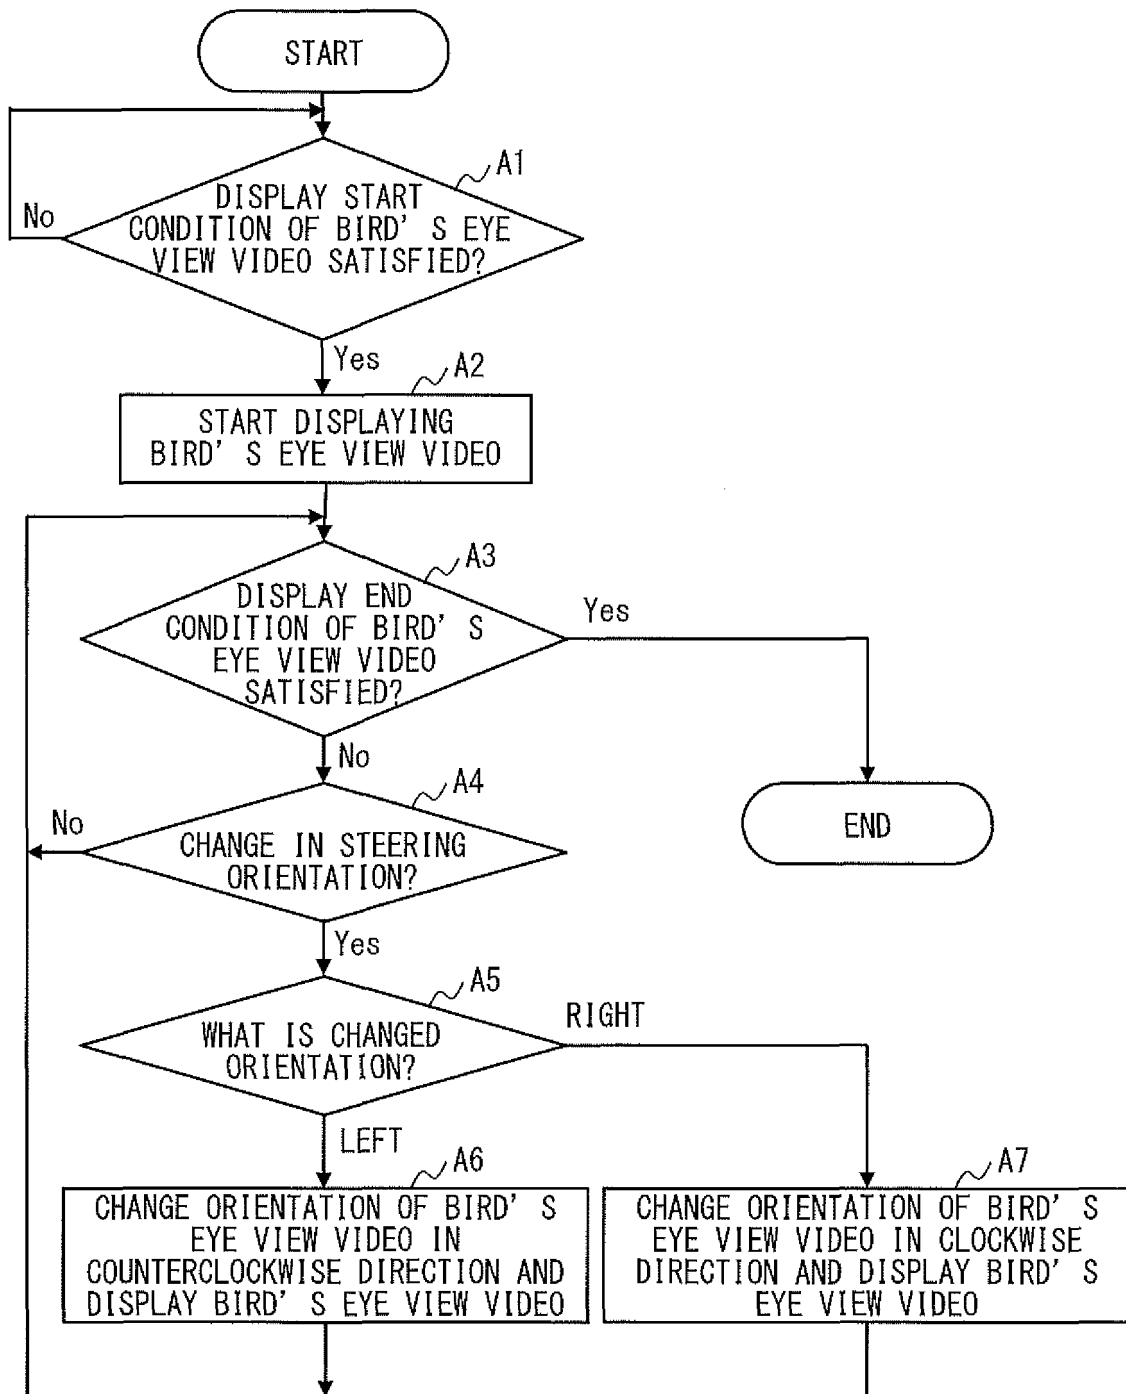 START
A1
DISPLAY START
CONDITION OF BIRD' S EYE
VIEW VIDEO SATISFIED?
No
Yes
A2
START DISPLAYING
BIRD' S EYE VIEW VIDEO
A3
DISPLAY END
CONDITION OF BIRD' S
EYE VIEW VIDEO
SATISFIED?
Yes
No
A4
No
CHANGE IN STEERING
ORIENTATION?
END
Yes
A5
WHAT IS CHANGED
ORIENTATION?
RIGHT
LEFT
A6
CHANGE ORIENTATION OF BIRD' S
EYE VIEW VIDEO IN
COUNTERCLOCKWISE DIRECTION AND
DISPLAY BIRD' S EYE VIEW VIDEO
A7
CHANGE ORIENTATION OF BIRD' S
EYE VIEW VIDEO IN CLOCKWISE
DIRECTION AND DISPLAY BIRD' S
EYE VIEW VIDEO